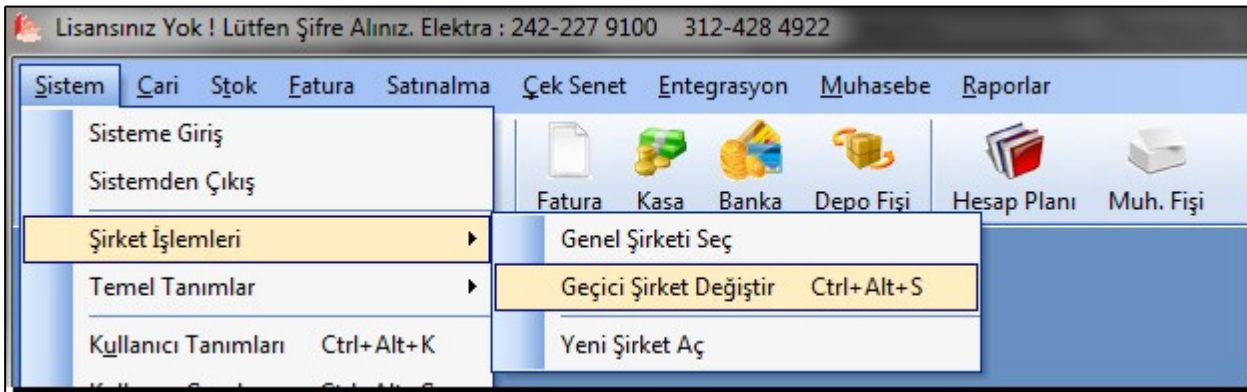 Lisansınız Yok ! Lütfen Şifre Alınız. Elektra : 242-227 9100 312-428 4922
Sistem Cari Stok Fatura Satınalma Çek Senet Entegrasyon Muhasebe Raporlar
Sisteme Giriş
Sistemden Çıkış
Fatura Kasa Banka Depo Fişi Hesap Planı Muh. Fişi
Şirket İşlemleri
Genel Şirketi Seç
Temel Tanımlar
Geçici Şirket Değiştir Ctrl+Alt+S
Kullanıcı Tanımları Ctrl+Alt+K
Yeni Şirket Aç